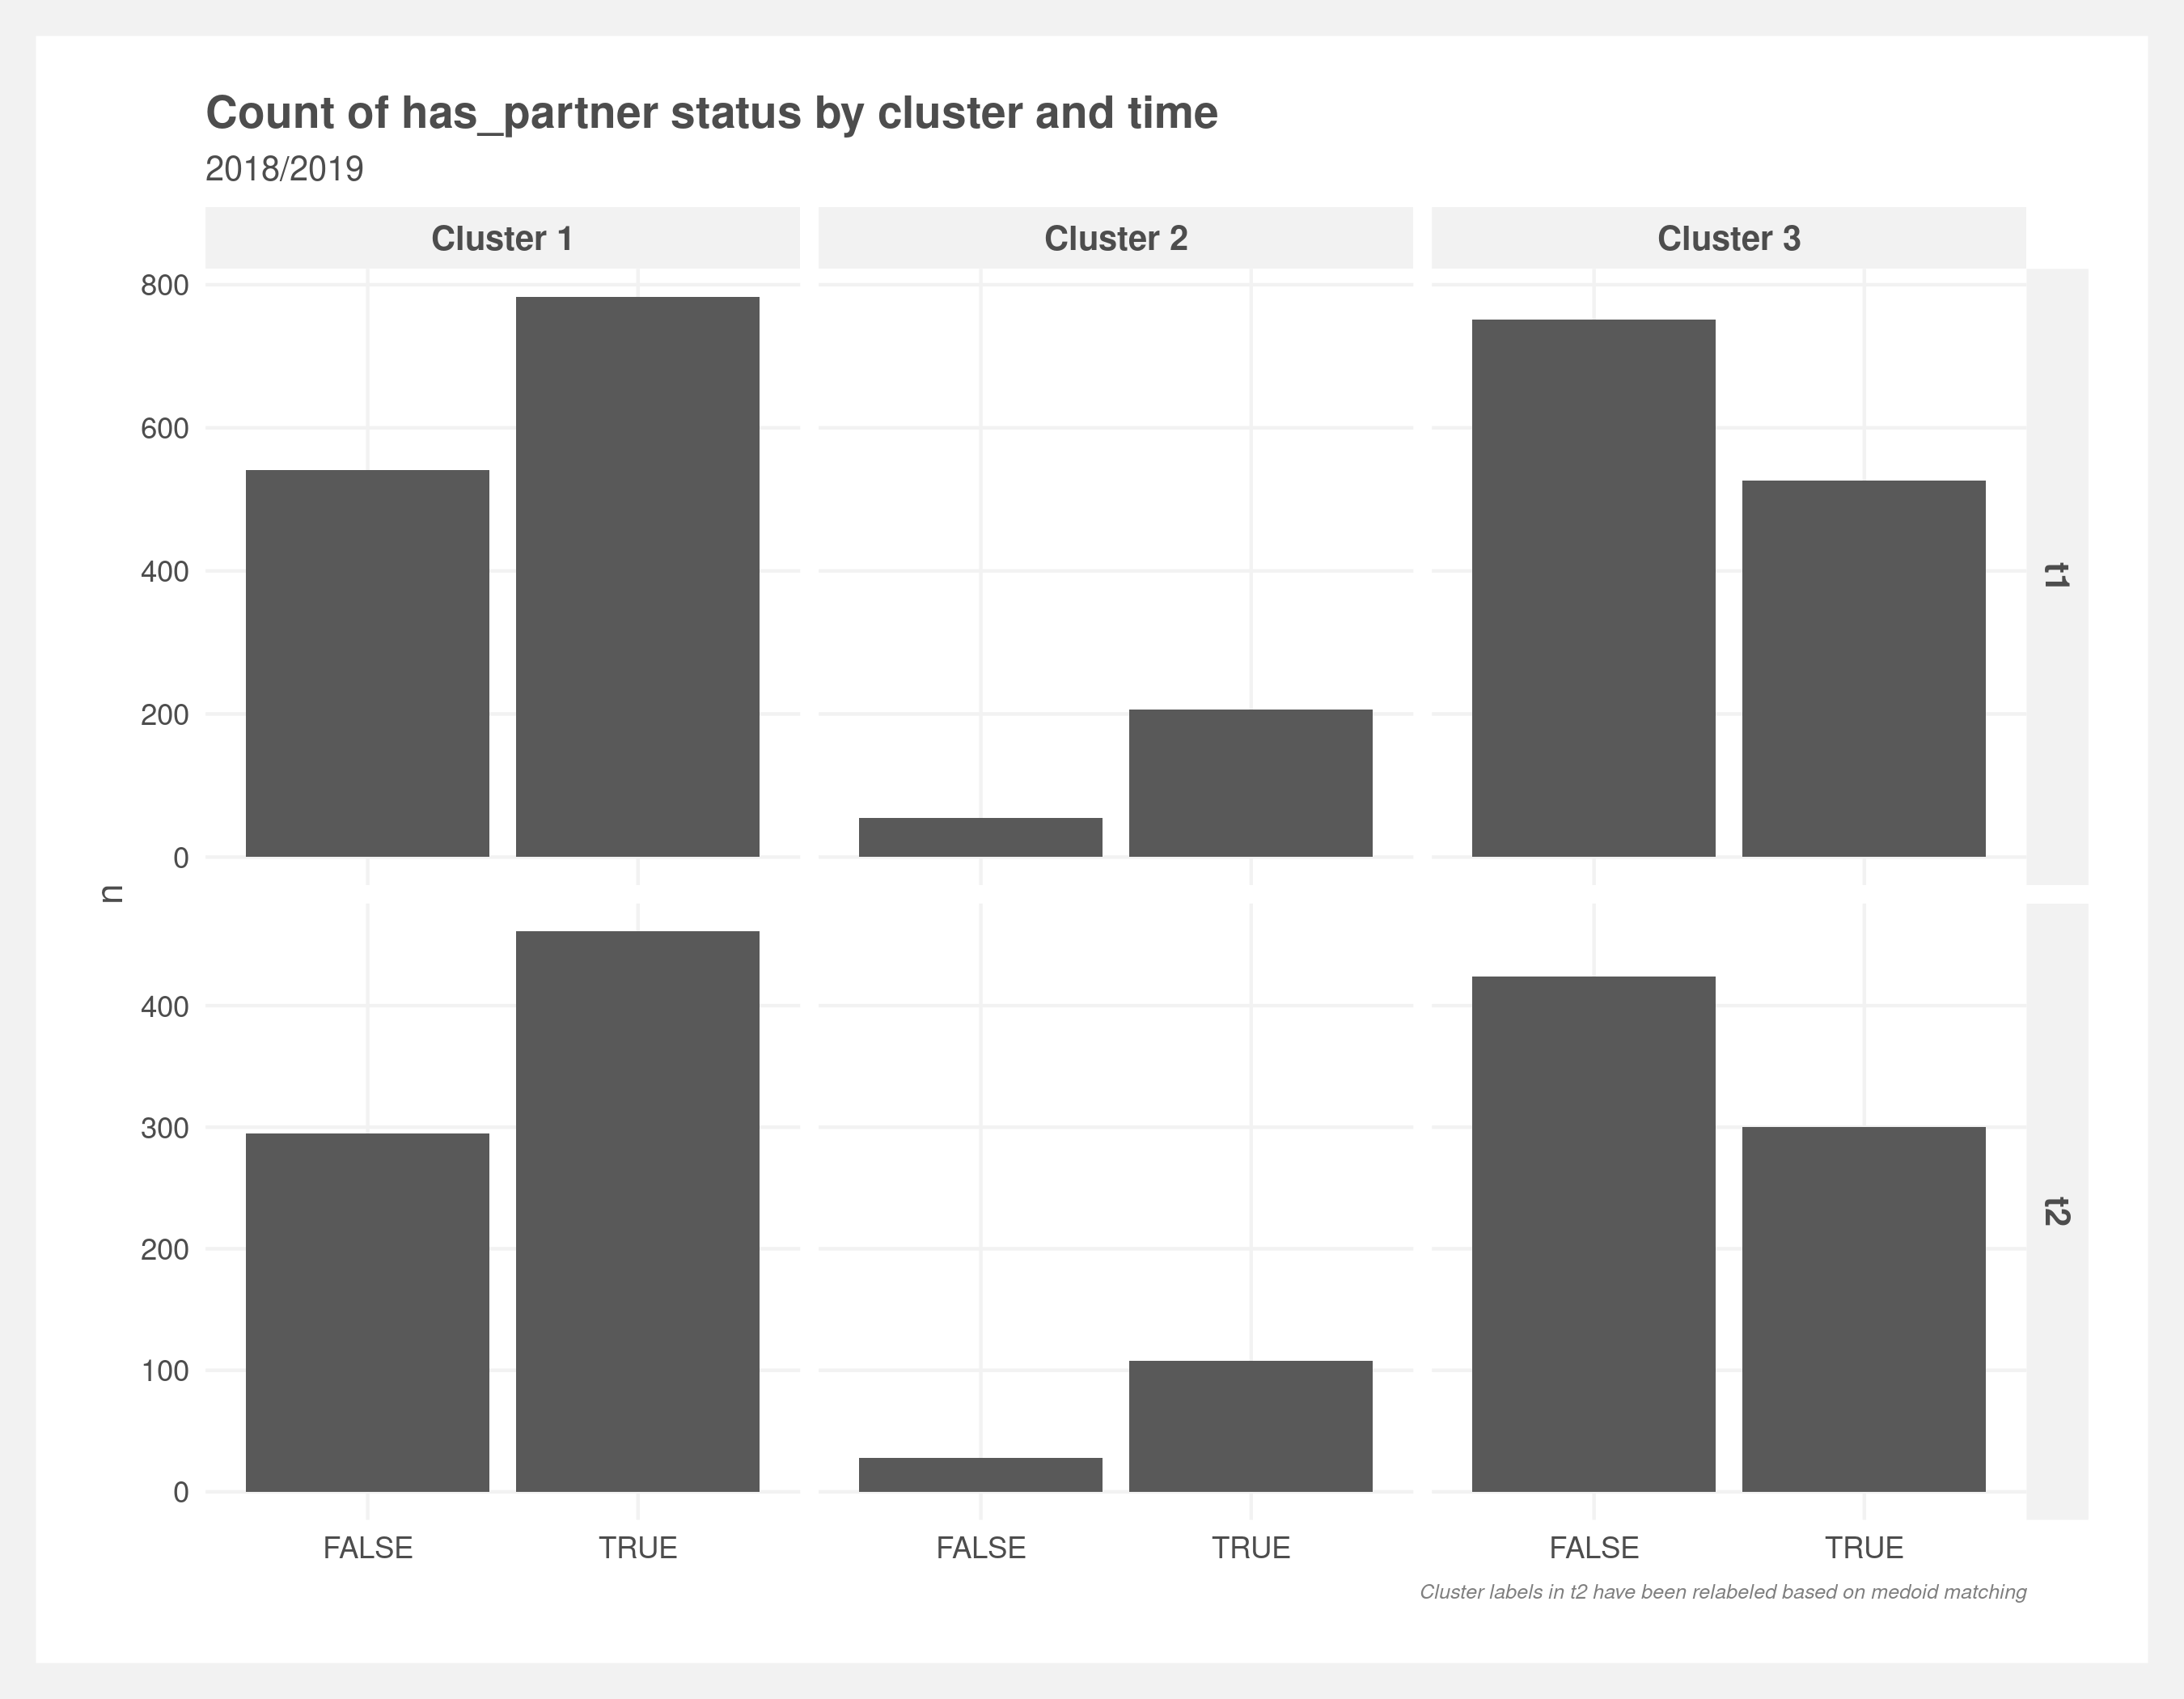 Count of has_partner status by cluster and time
2018/2019
Cluster 1
Cluster 2
Cluster 3
800
600
400
200
0
t1
n
400
300
200
100
0
t2
FALSE
TRUE
FALSE
TRUE
FALSE
TRUE
Cluster labels in t2 have been relabeled based on medoid matching